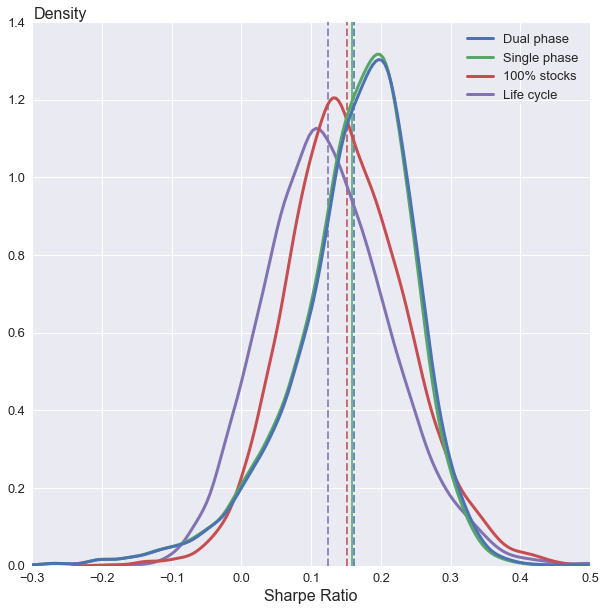 Density
1.4
1.2
1.0
0.8
0.6
0.4
0.2
0.0
Dual phase
Single phase
100% stocks
Life cycle
−0.3 −0.2 −0.1 0.0 0.1 0.2 0.3 0.4 0.5
Sharpe Ratio